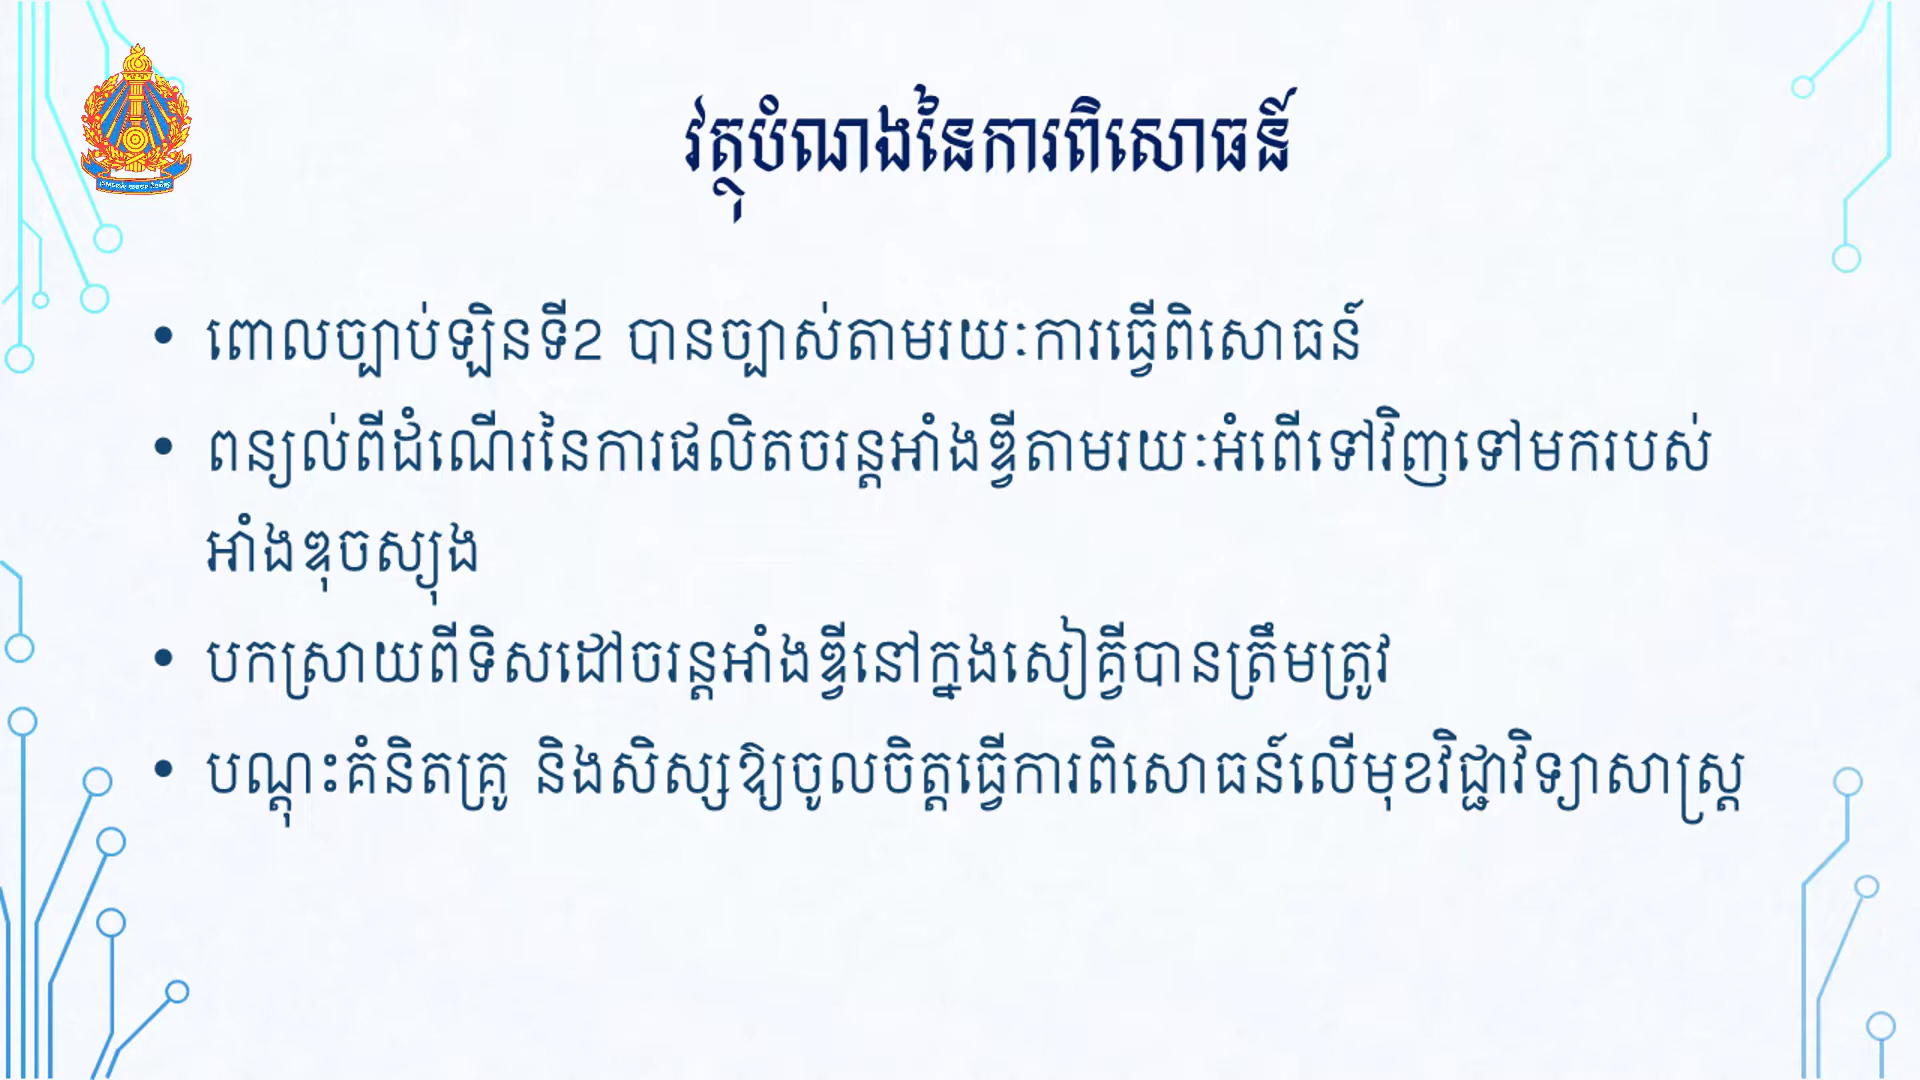 វត្ថុបំណងនៃការពិសោធន៍
• ពោលច្បាប់ឡិនទី2 បានច្បាស់តាមរយៈការធ្វើពិសោធន៍
• ពន្យល់ពីដំណើរនៃការផលិតចរន្តអាំងឌ្វីតាមរយៈអំពើទៅវិញទៅមករបស់
អាំងឌុចស្យុង
• បកស្រាយពីទិសដៅចរន្តអាំងឌ្វីនៅក្នុងសៀគ្វីបានត្រឹមត្រូវ
• បណ្តុះគំនិតគ្រូ និងសិស្សឱ្យចូលចិត្តធ្វើការពិសោធន៍លើមុខវិជ្ជាវិទ្យាសាស្ត្រ